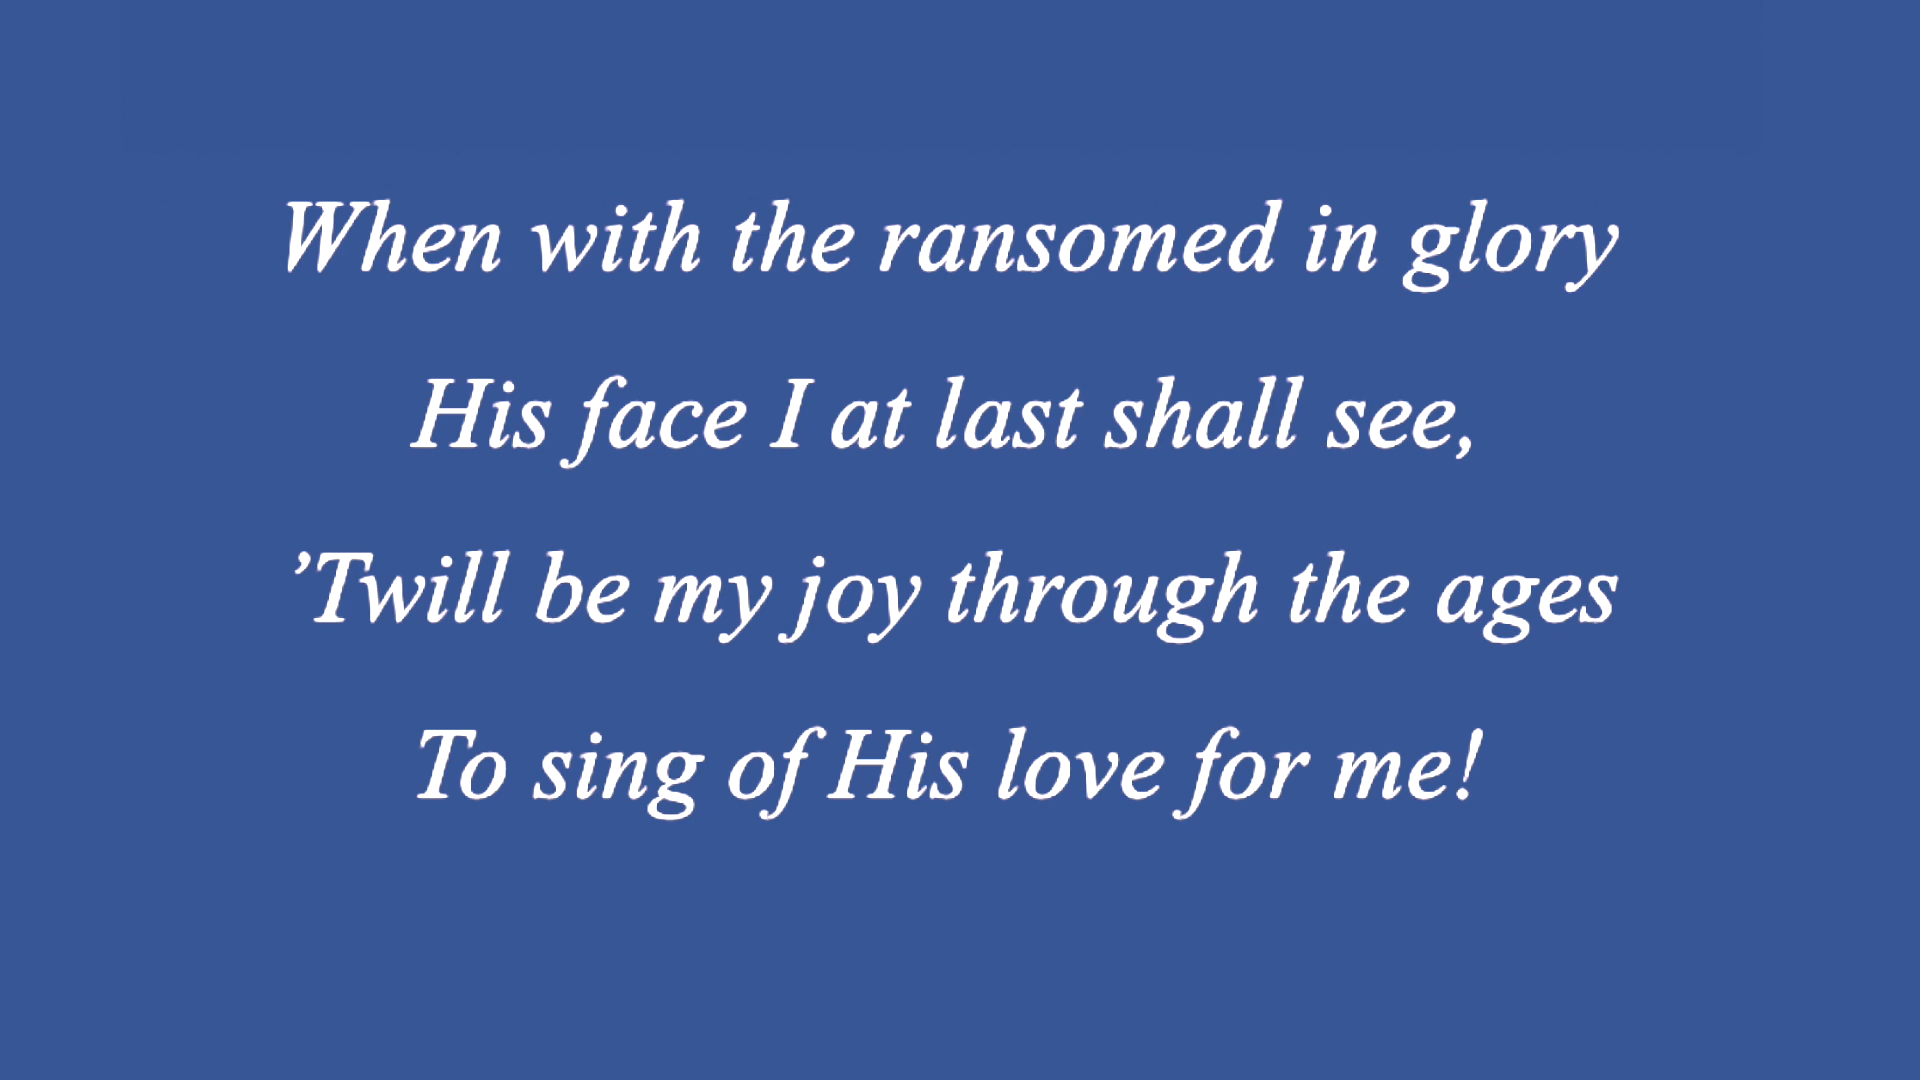 When with the ransomed in glory
His face I at last shall see,
’Twill be my joy through the ages
To sing of His love for me!